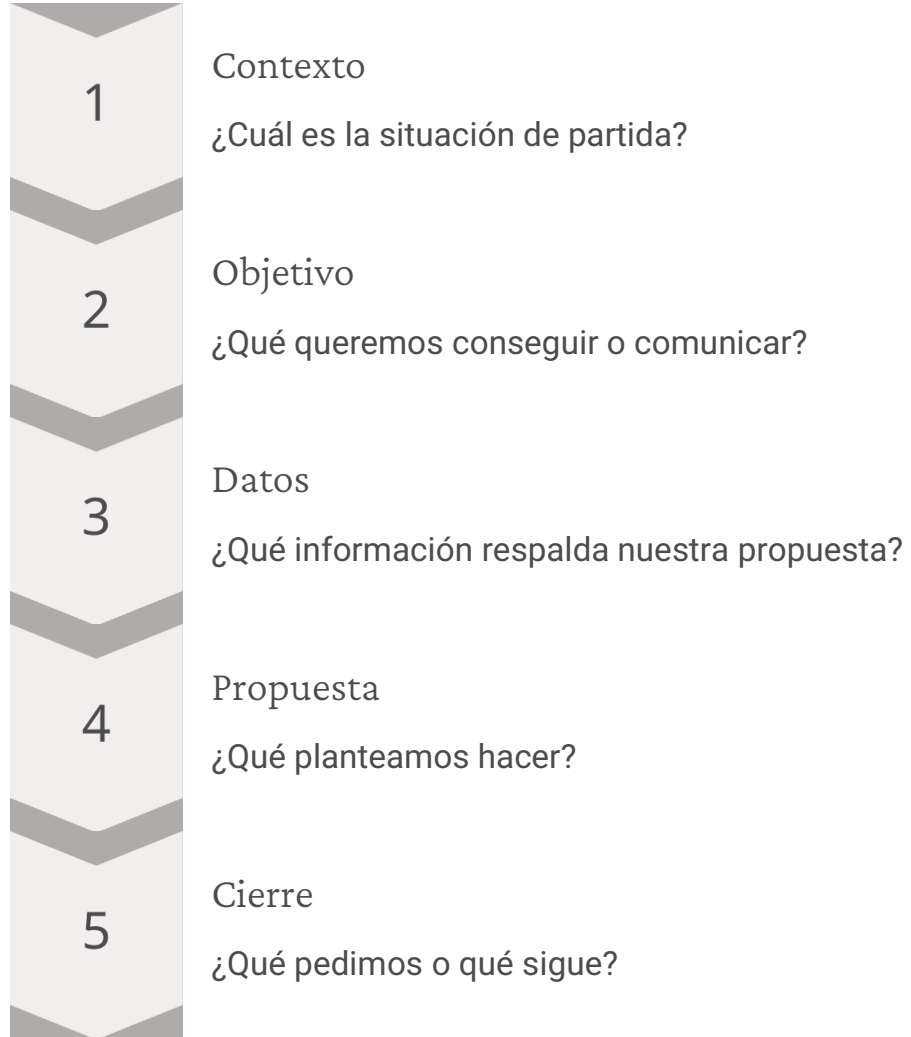 1
Contexto
¿Cuál es la situación de partida?
2
Objetivo
¿Qué queremos conseguir o comunicar?
3
Datos
¿Qué información respalda nuestra propuesta?
4
Propuesta
¿Qué planteamos hacer?
5
Cierre
¿Qué pedimos o qué sigue?